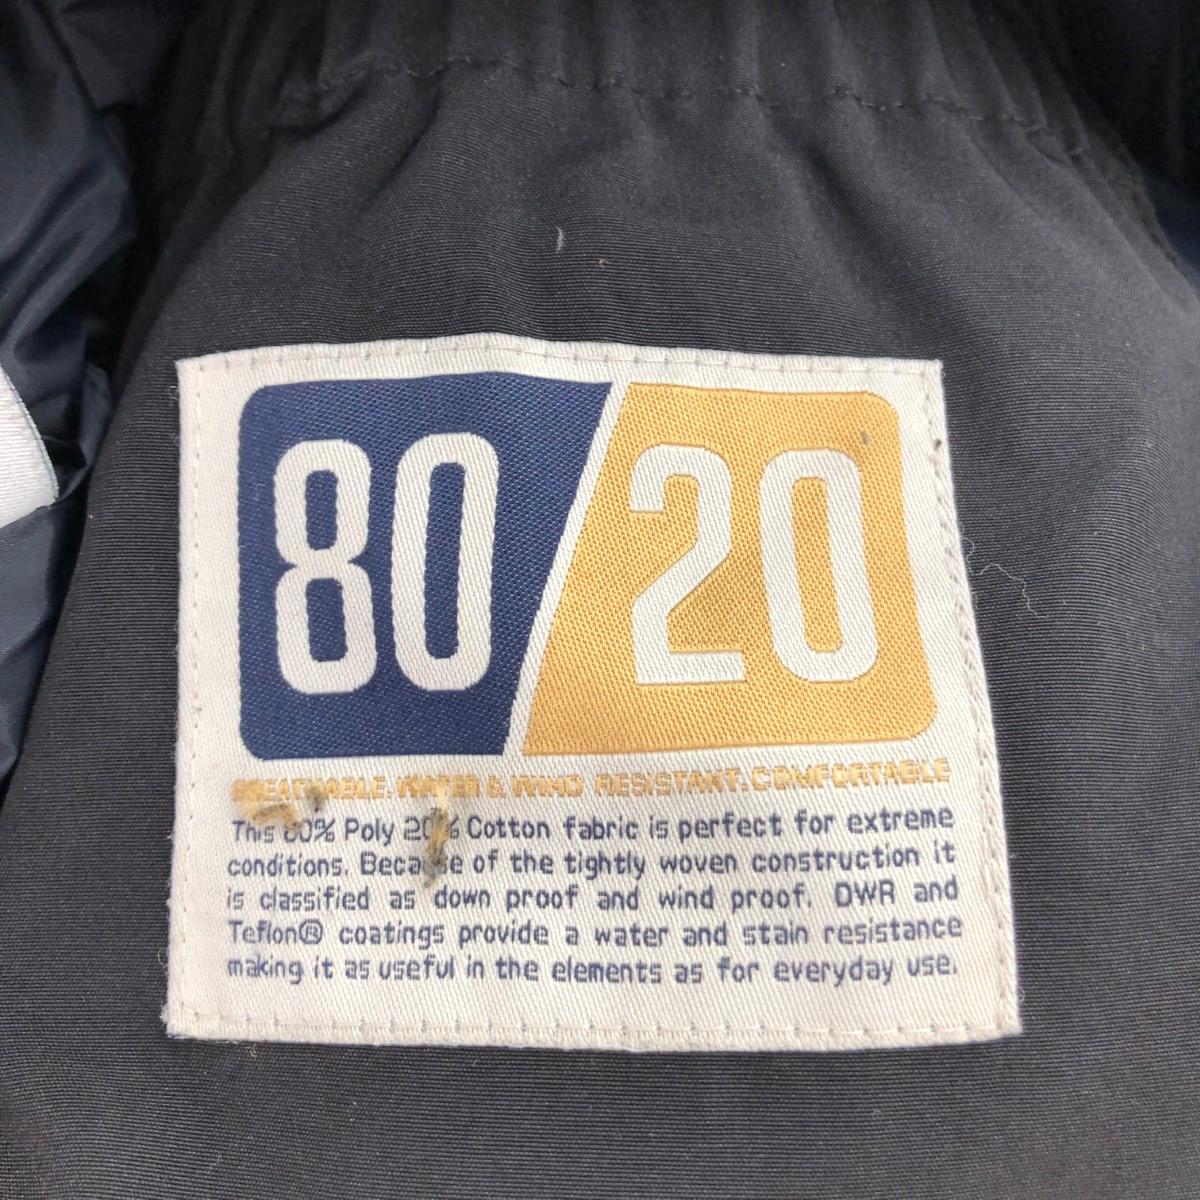 80 20
BREATHABLE. WATER & WIND RESISTANT. COMFORTABLE
This 80% Poly 20% Cotton fabric is perfect for extreme
conditions. Because of the tightly woven construction it
is classified as down proof and wind proof. DWR and
Teflon® coatings provide a water and stain resistance
making it as useful in the elements as for everyday use.